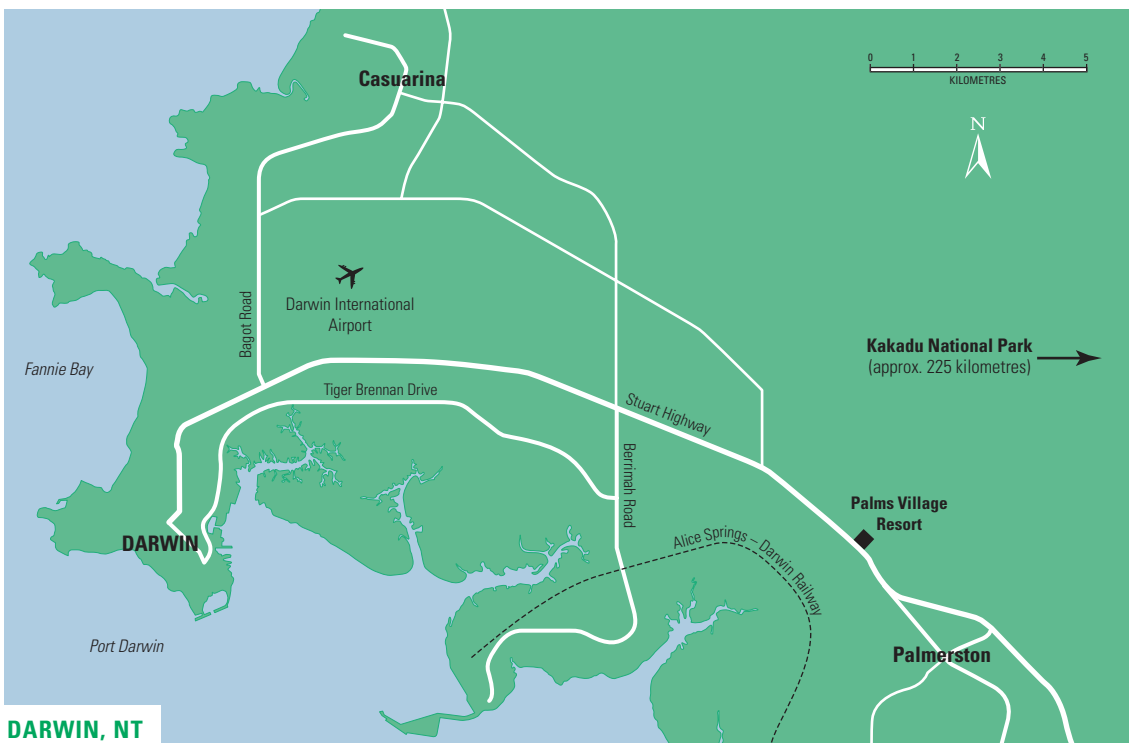 Casuarina
0 1 2 3 4 5
KILOMETRES
N
Darwin International
Airport
Bagot Road
Fannie Bay
Kakadu National Park
(approx. 225 kilometres)
Tiger Brennan Drive
Stuart Highway
Berrimah Road
Palms Village
Resort
DARWIN
Alice Springs – Darwin Railway
Port Darwin
Palmerston
DARWIN, NT